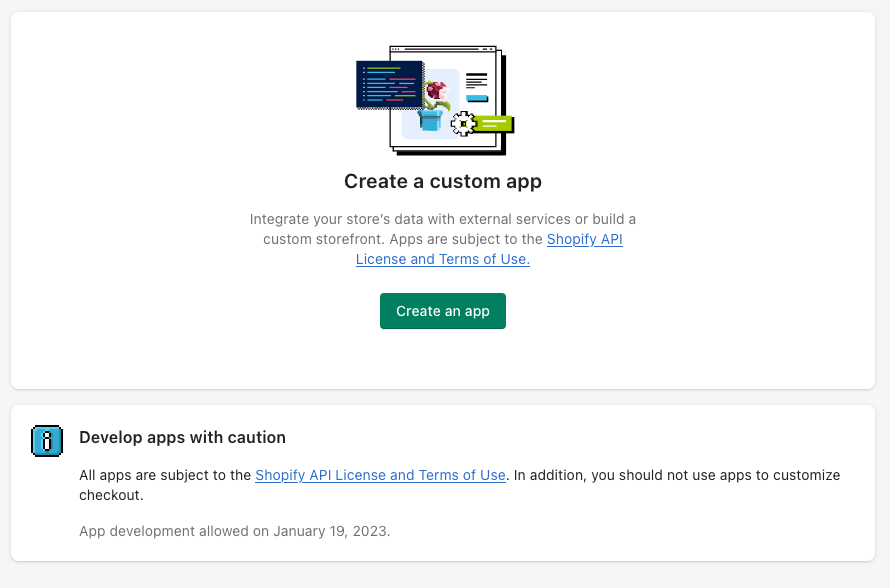 Create a custom app
Integrate your store's data with external services or build a
custom storefront. Apps are subject to the Shopify API
License and Terms of Use.
Create an app
Develop apps with caution
All apps are subject to the Shopify API License and Terms of Use. In addition, you should not use apps to customize
checkout.
App development allowed on January 19, 2023.